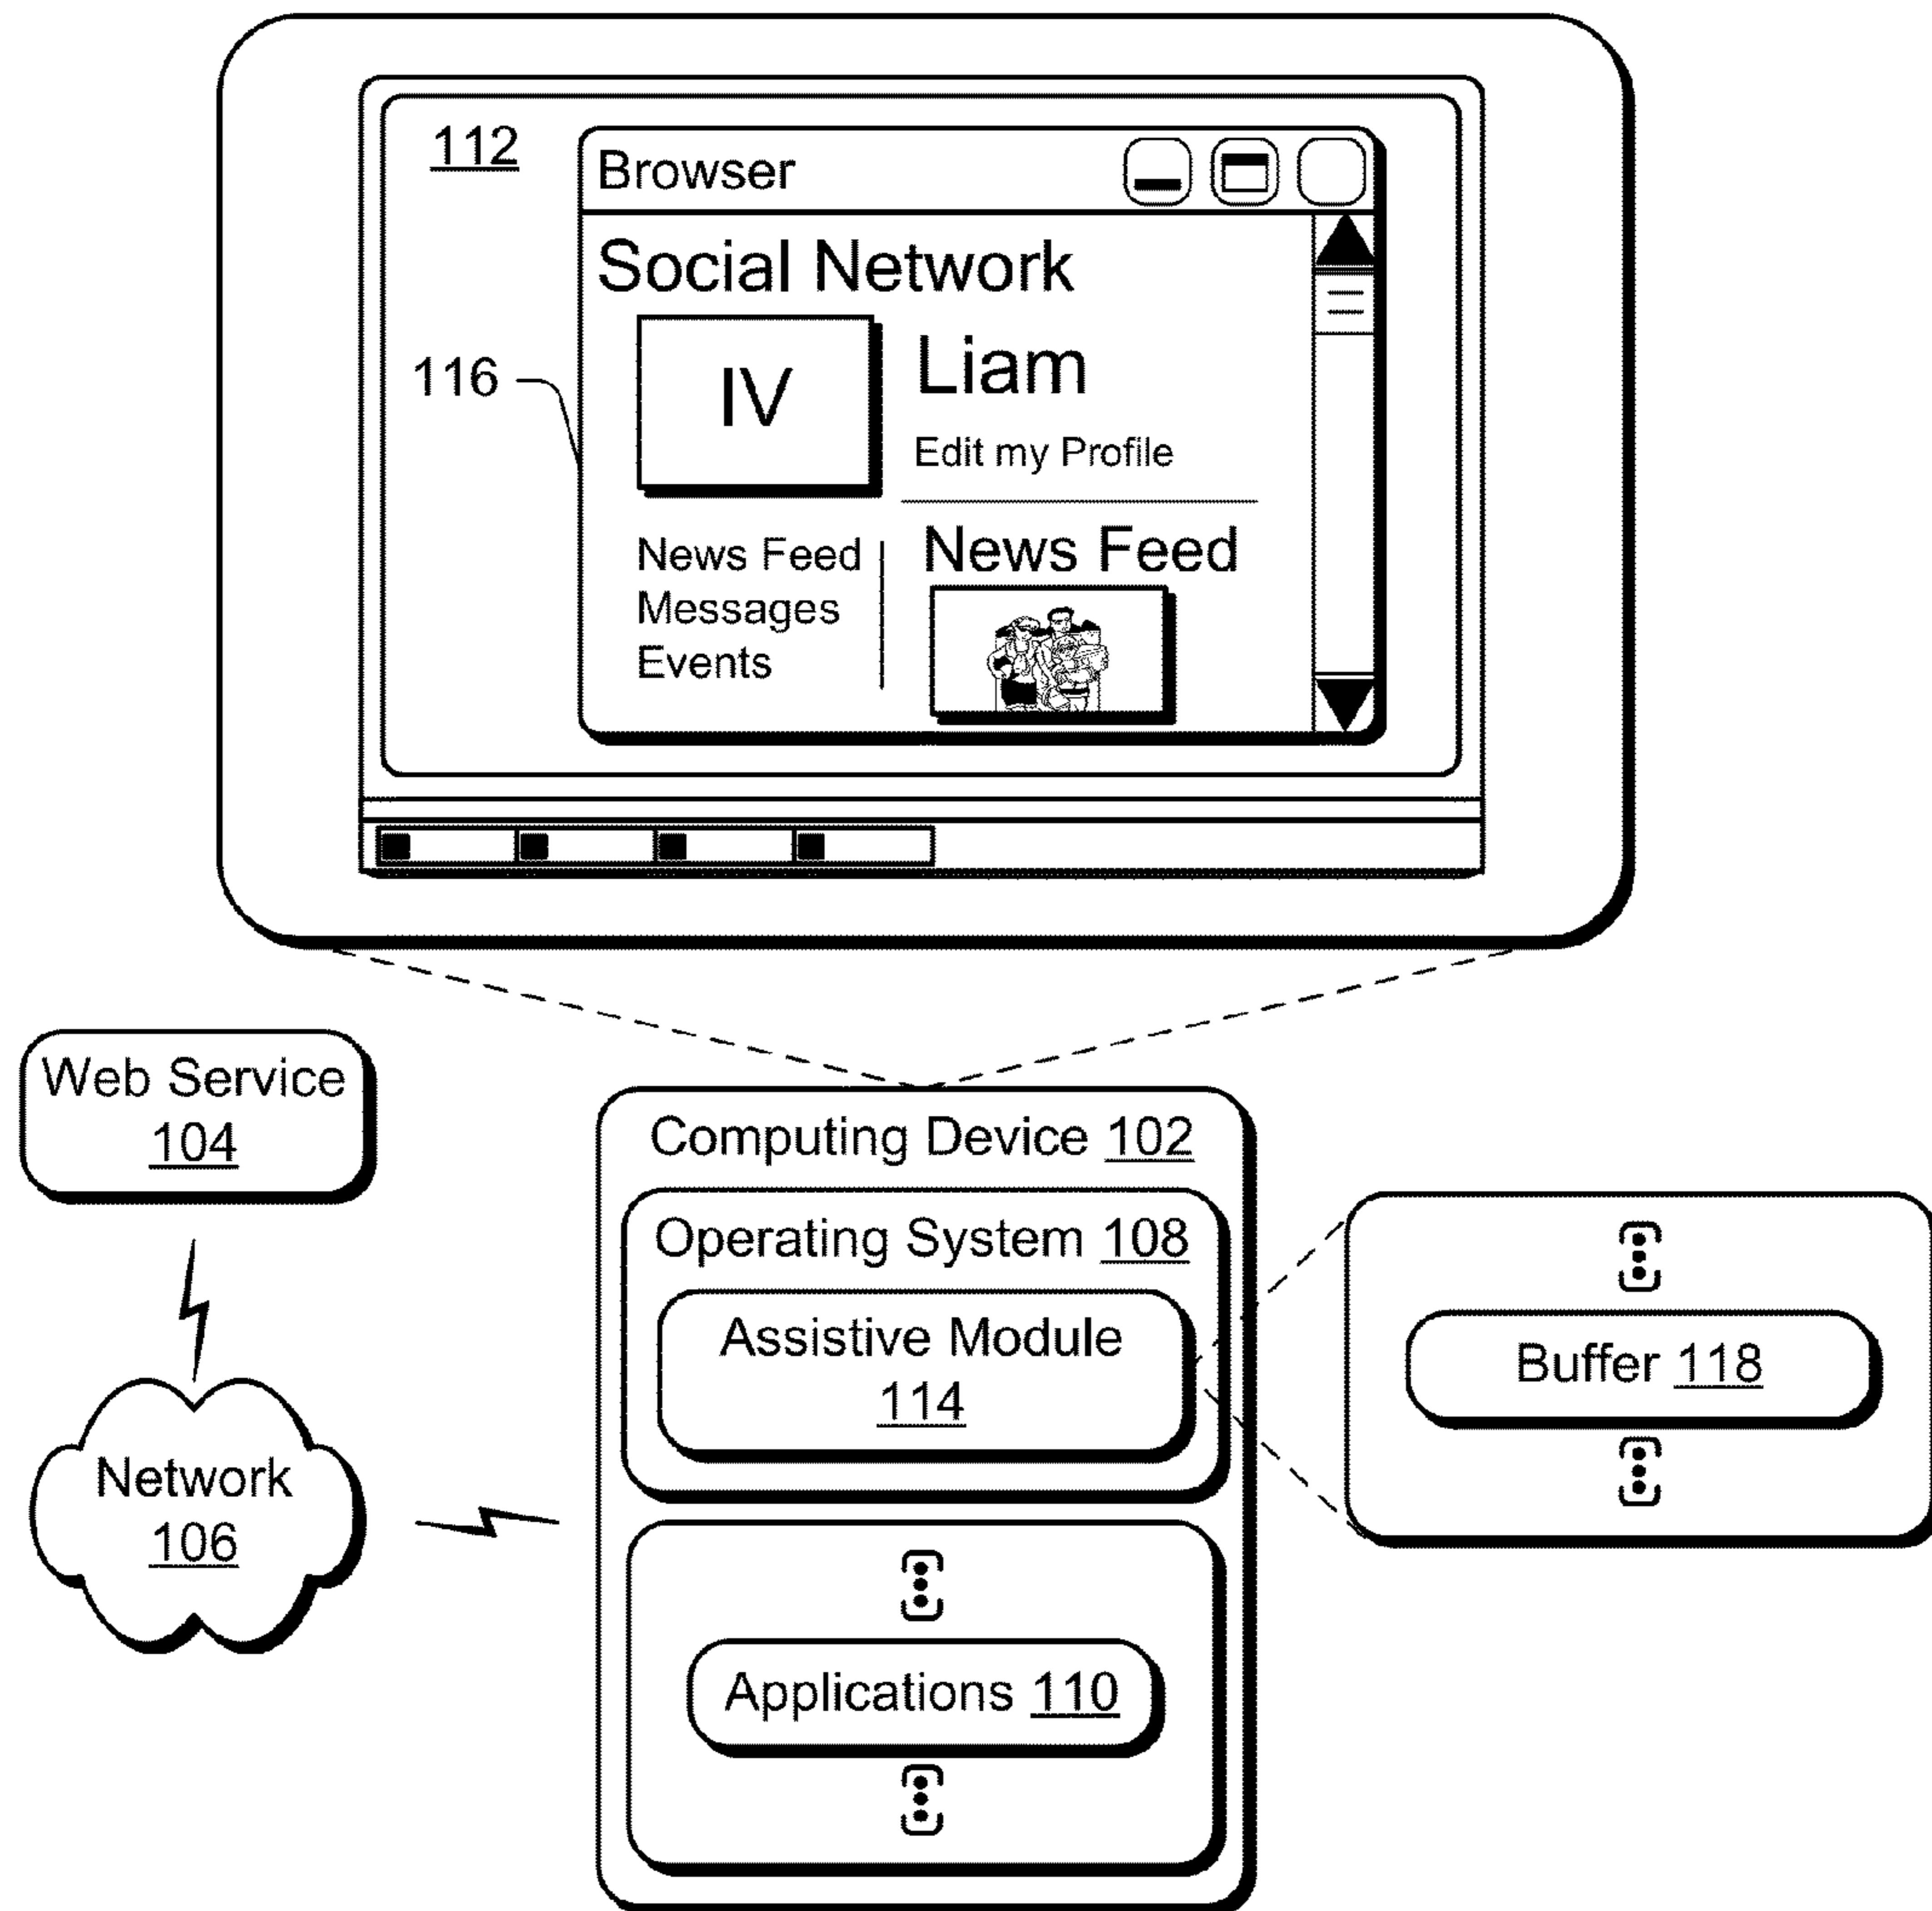 112
Browser
Social Network
116
IV
Liam
Edit my Profile
News Feed
Messages
Events
News Feed
Web Service
104
Network
106
Computing Device 102
Operating System 108
Assistive Module
114
Applications 110
Buffer 118